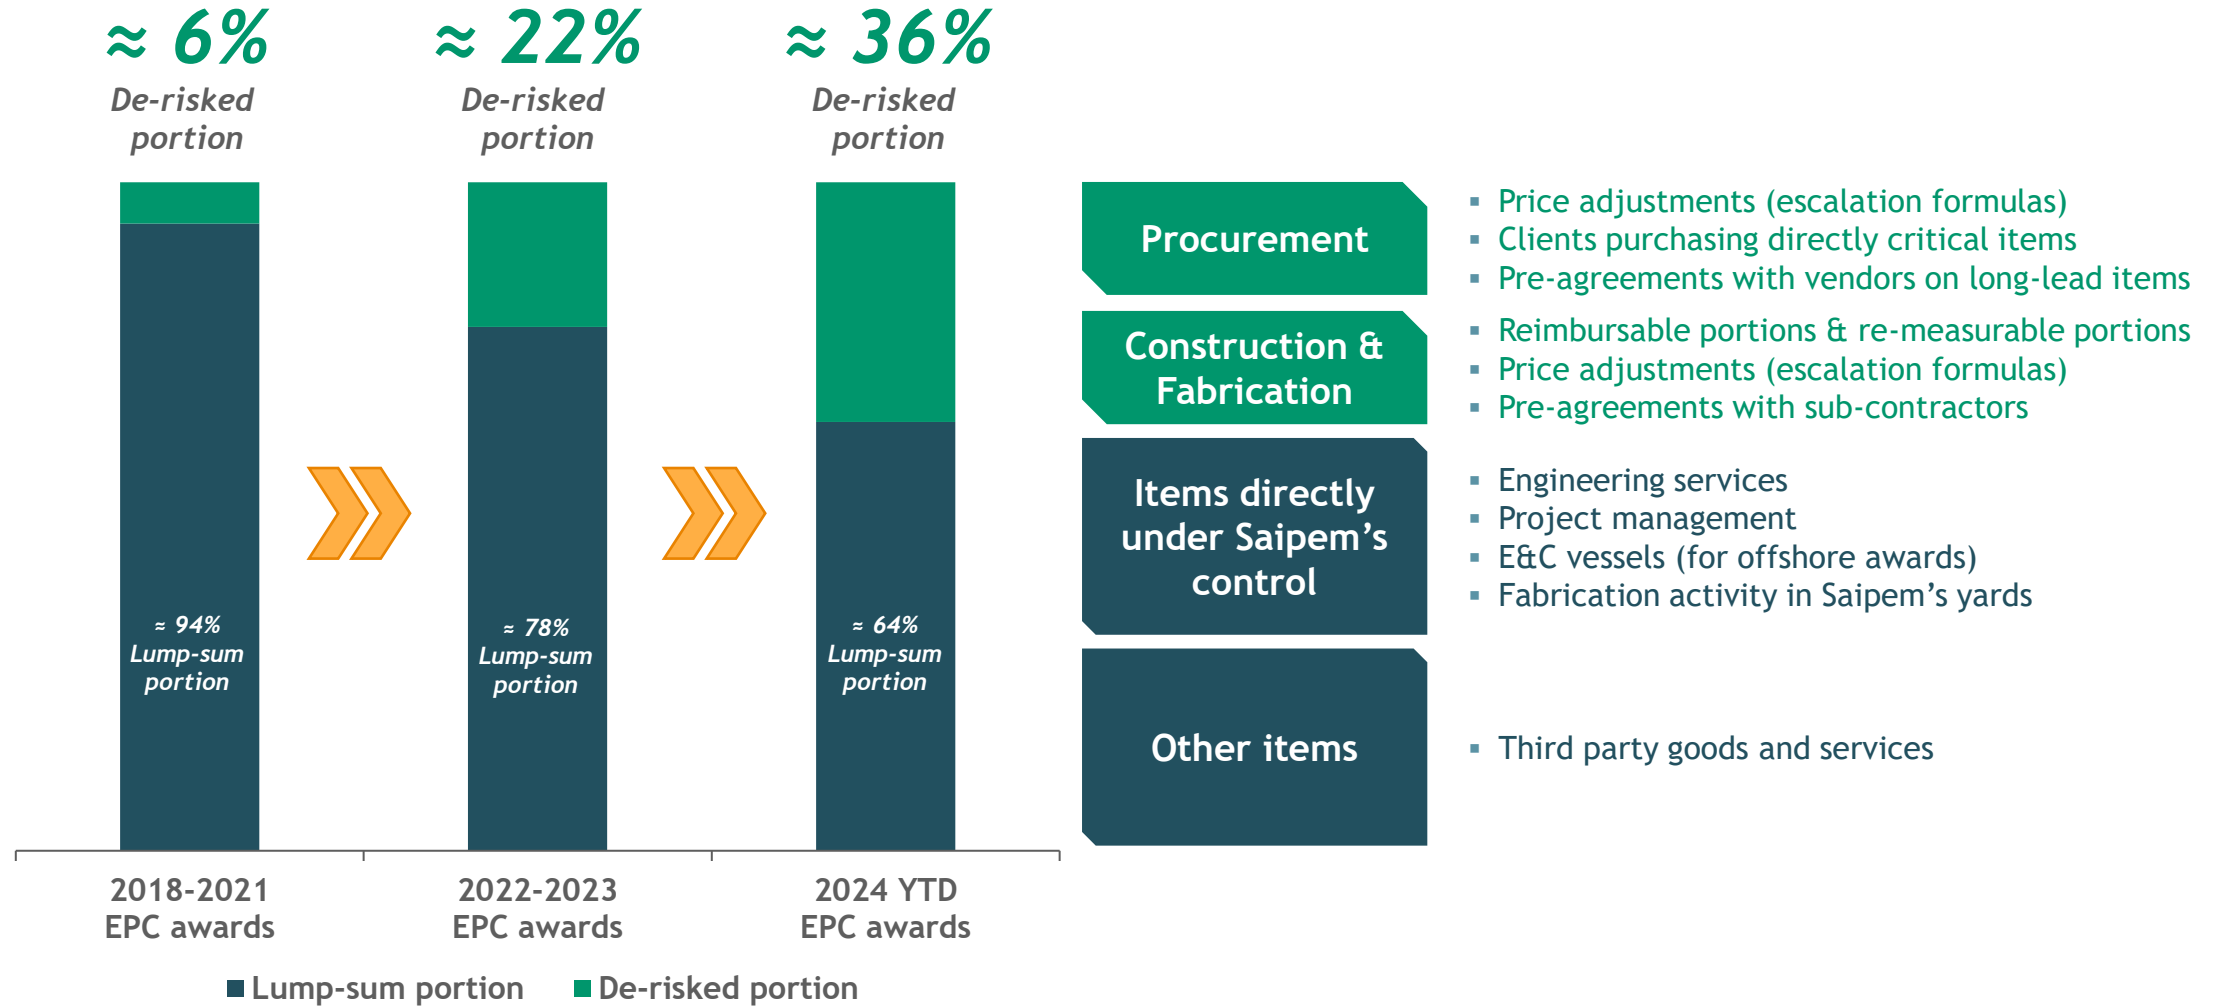 ≈ 6%
De-risked
portion
≈ 22%
De-risked
portion
≈ 36%
De-risked
portion
≈ 94%
Lump-sum
portion
≈ 78%
Lump-sum
portion
≈ 64%
Lump-sum
portion
2018-2021
EPC awards
2022-2023
EPC awards
2024 YTD
EPC awards
Lump-sum portion
De-risked portion
Procurement
▪ Price adjustments (escalation formulas)
▪ Clients purchasing directly critical items
▪ Pre-agreements with vendors on long-lead items
Construction &
Fabrication
▪ Reimbursable portions & re-measurable portions
▪ Price adjustments (escalation formulas)
▪ Pre-agreements with sub-contractors
Items directly
under Saipem’s
control
▪ Engineering services
▪ Project management
▪ E&C vessels (for offshore awards)
▪ Fabrication activity in Saipem’s yards
Other items
▪ Third party goods and services